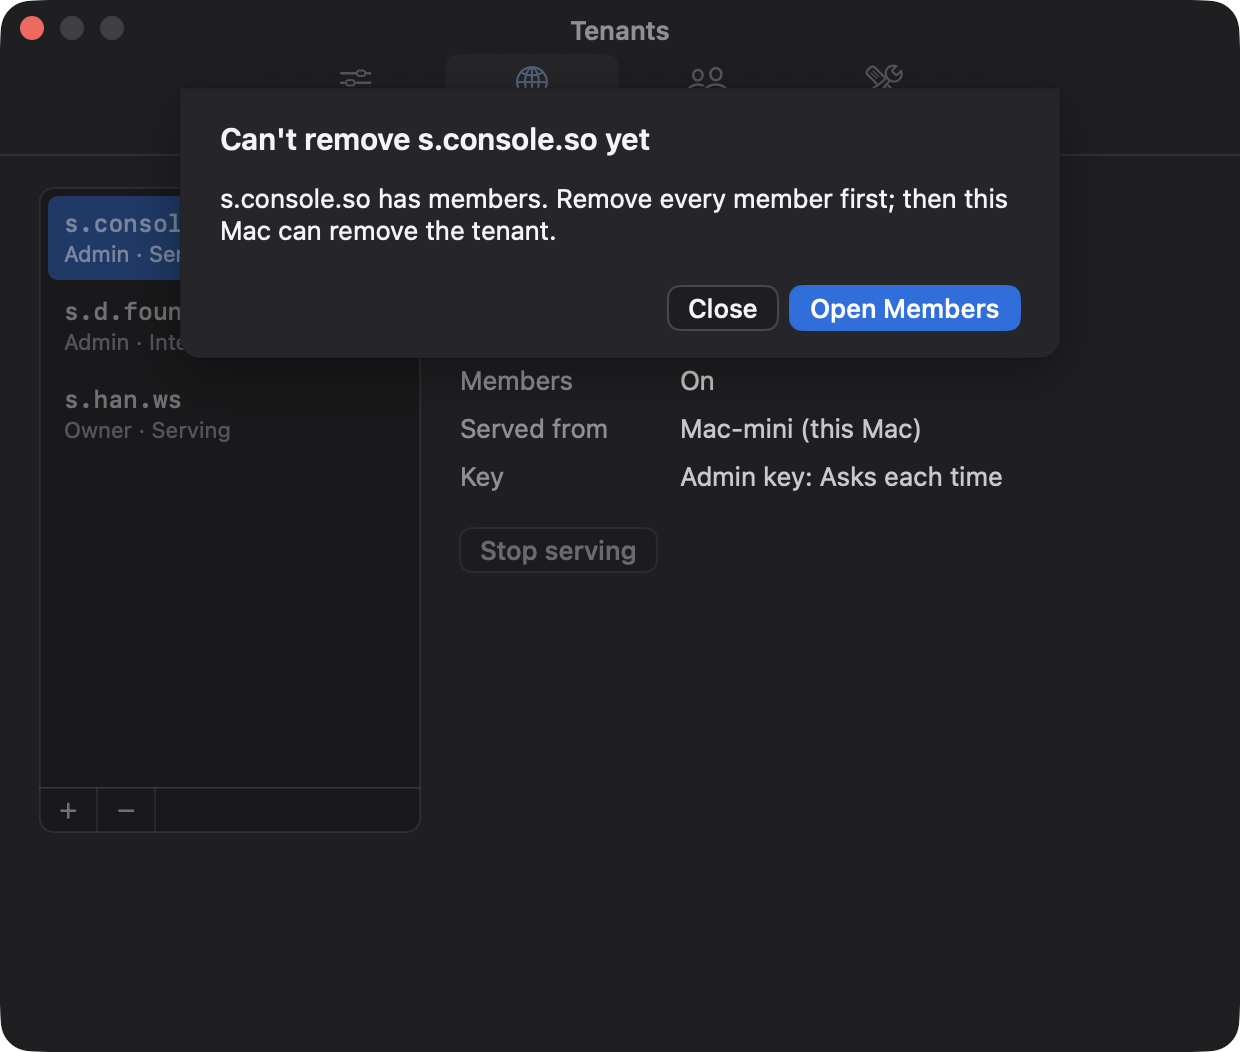 Tenants
Can't remove s.console.so yet
s.console.so has members. Remove every member first; then this
Mac can remove the tenant.
Close
Open Members
s.consol
Admin · Ser
s.d.foun
Admin · Inte
s.han.ws
Owner · Serving
Members On
Served from Mac-mini (this Mac)
Key Admin key: Asks each time
Stop serving
+ −